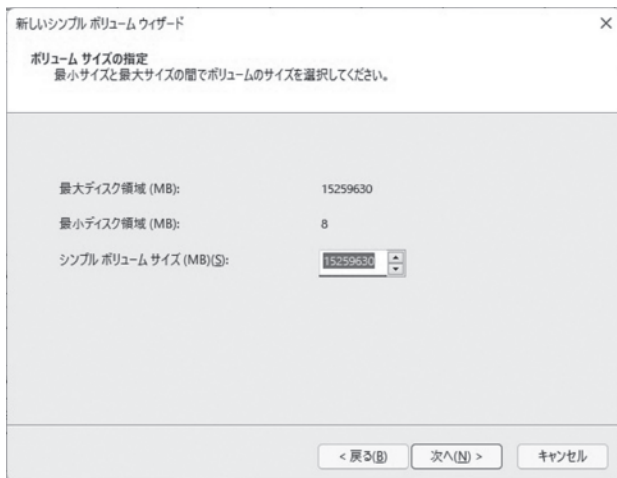 新しいシンプル ボリューム ウィザード
ボリューム サイズの指定
最小サイズと最大サイズの間でボリュームのサイズを選択してください。
最大ディスク領域 (MB): 15259630
最小ディスク領域 (MB): 8
シンプル ボリューム サイズ (MB)(S): 15259630
< 戻る(B) 次へ(N) > キャンセル